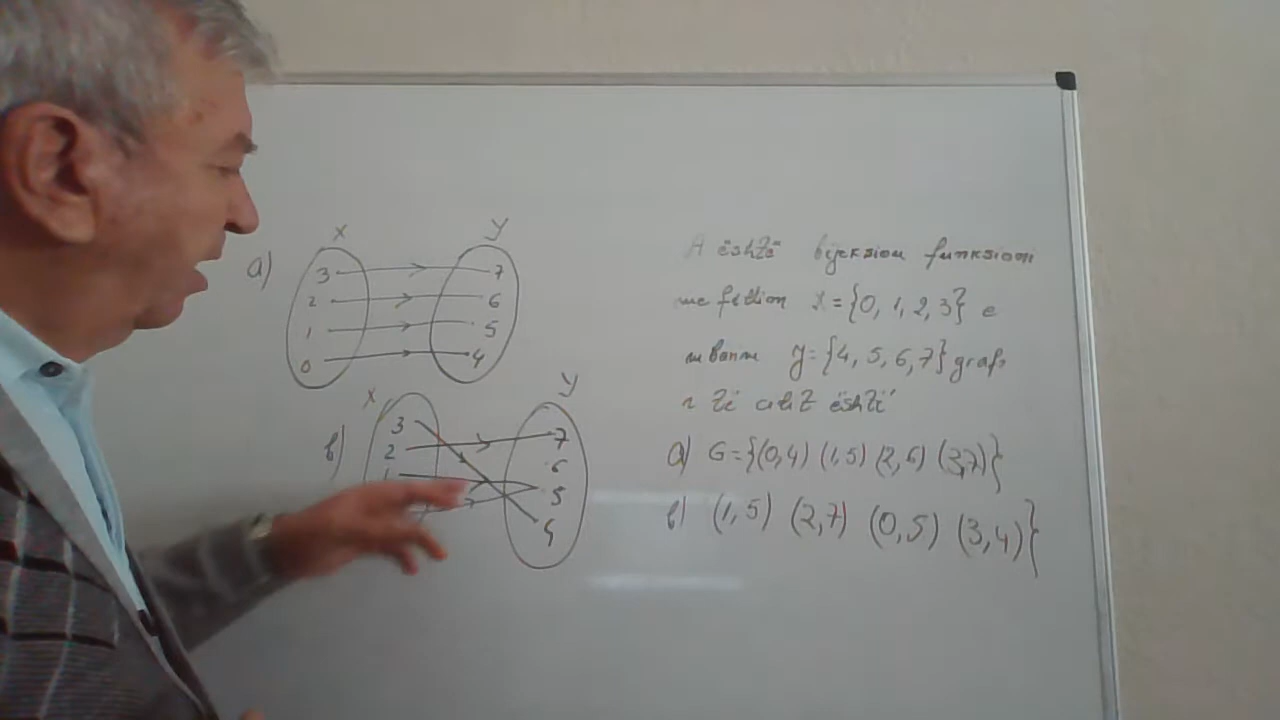 a)
X
Y
3
7
2
6
1
5
0
4
b)
X
Y
3
7
2
6
1
5
4
A është bijeksion funksioni
me fillim X={0, 1, 2, 3} e
mbarim Y={4, 5, 6, 7} grafi
i të cilit është
a) G={(0,4) (1,5) (2,6) (3,7)}
b) (1,5) (2,7) (0,5) (3,4)}